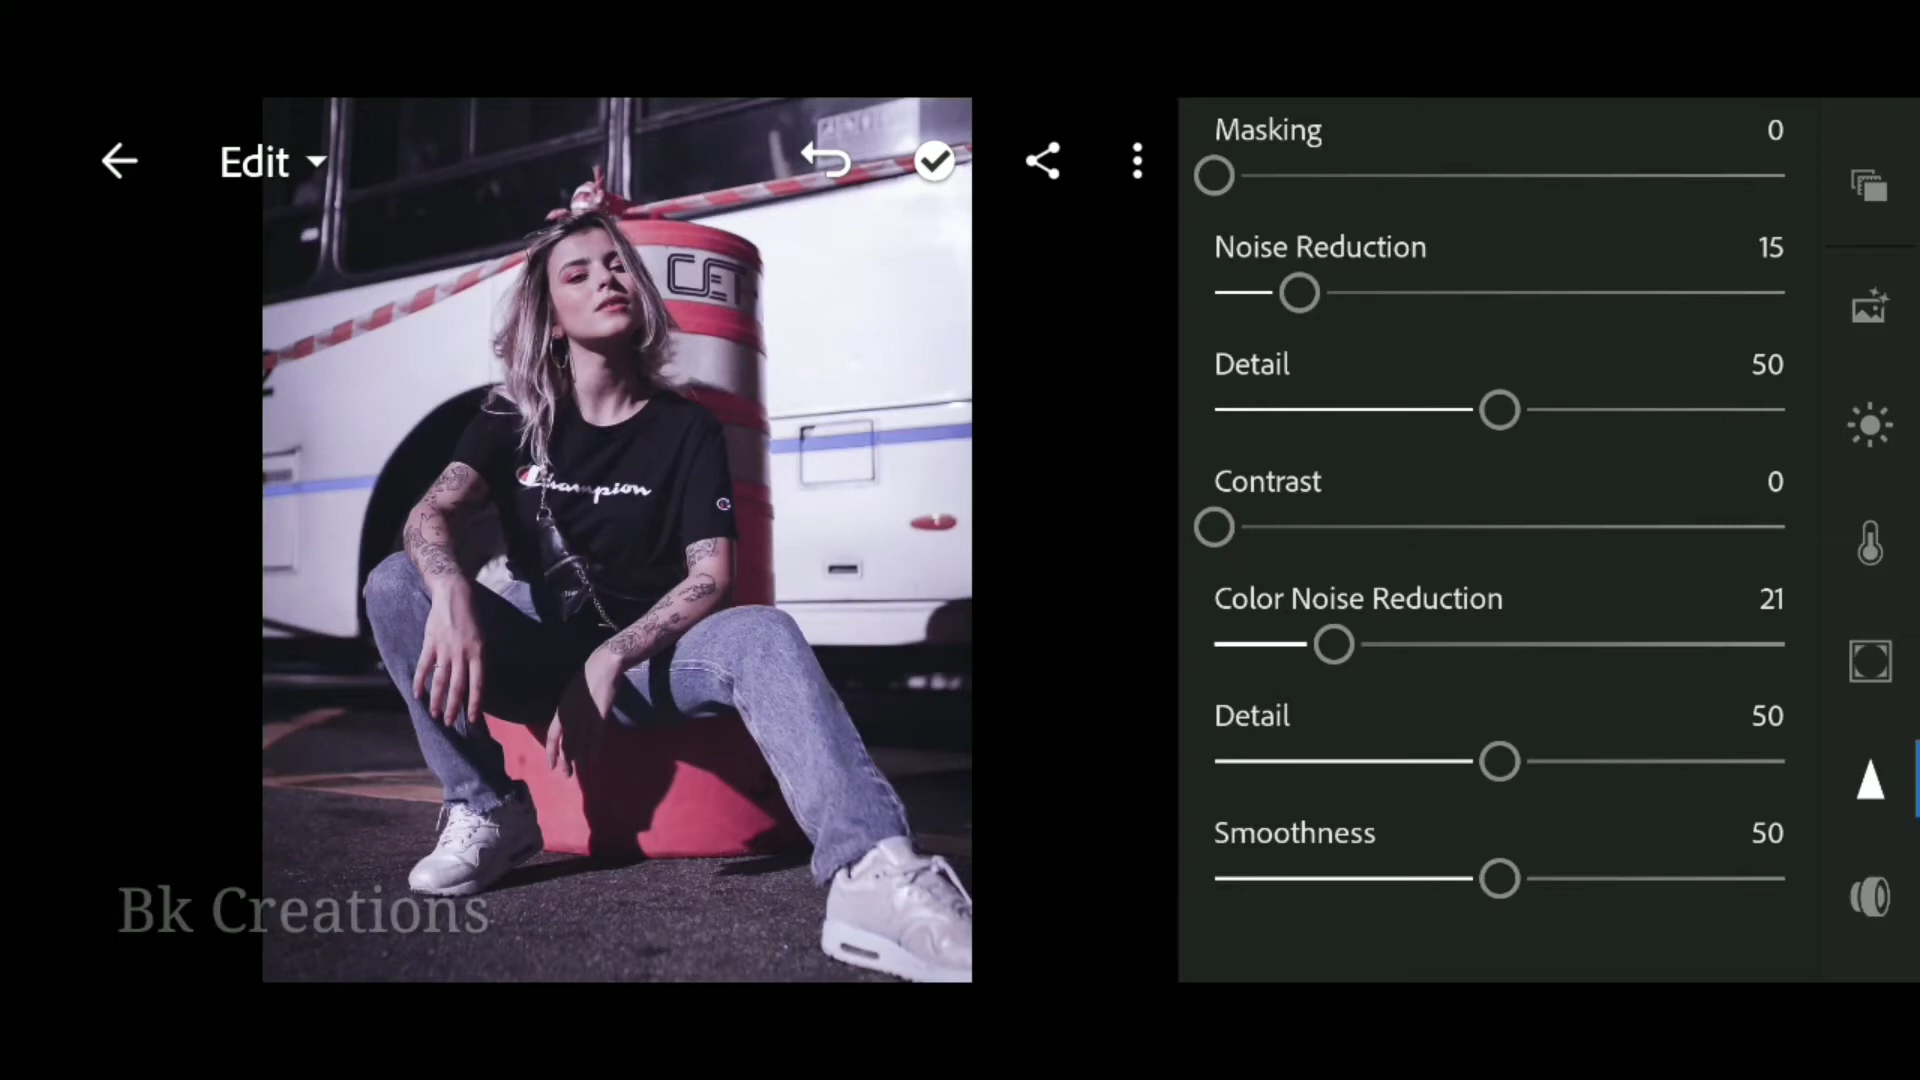 Edit
Masking 0
Noise Reduction 15
Detail 50
Contrast 0
Color Noise Reduction 21
Detail 50
Smoothness 50
CET
Champion
Bk Creations